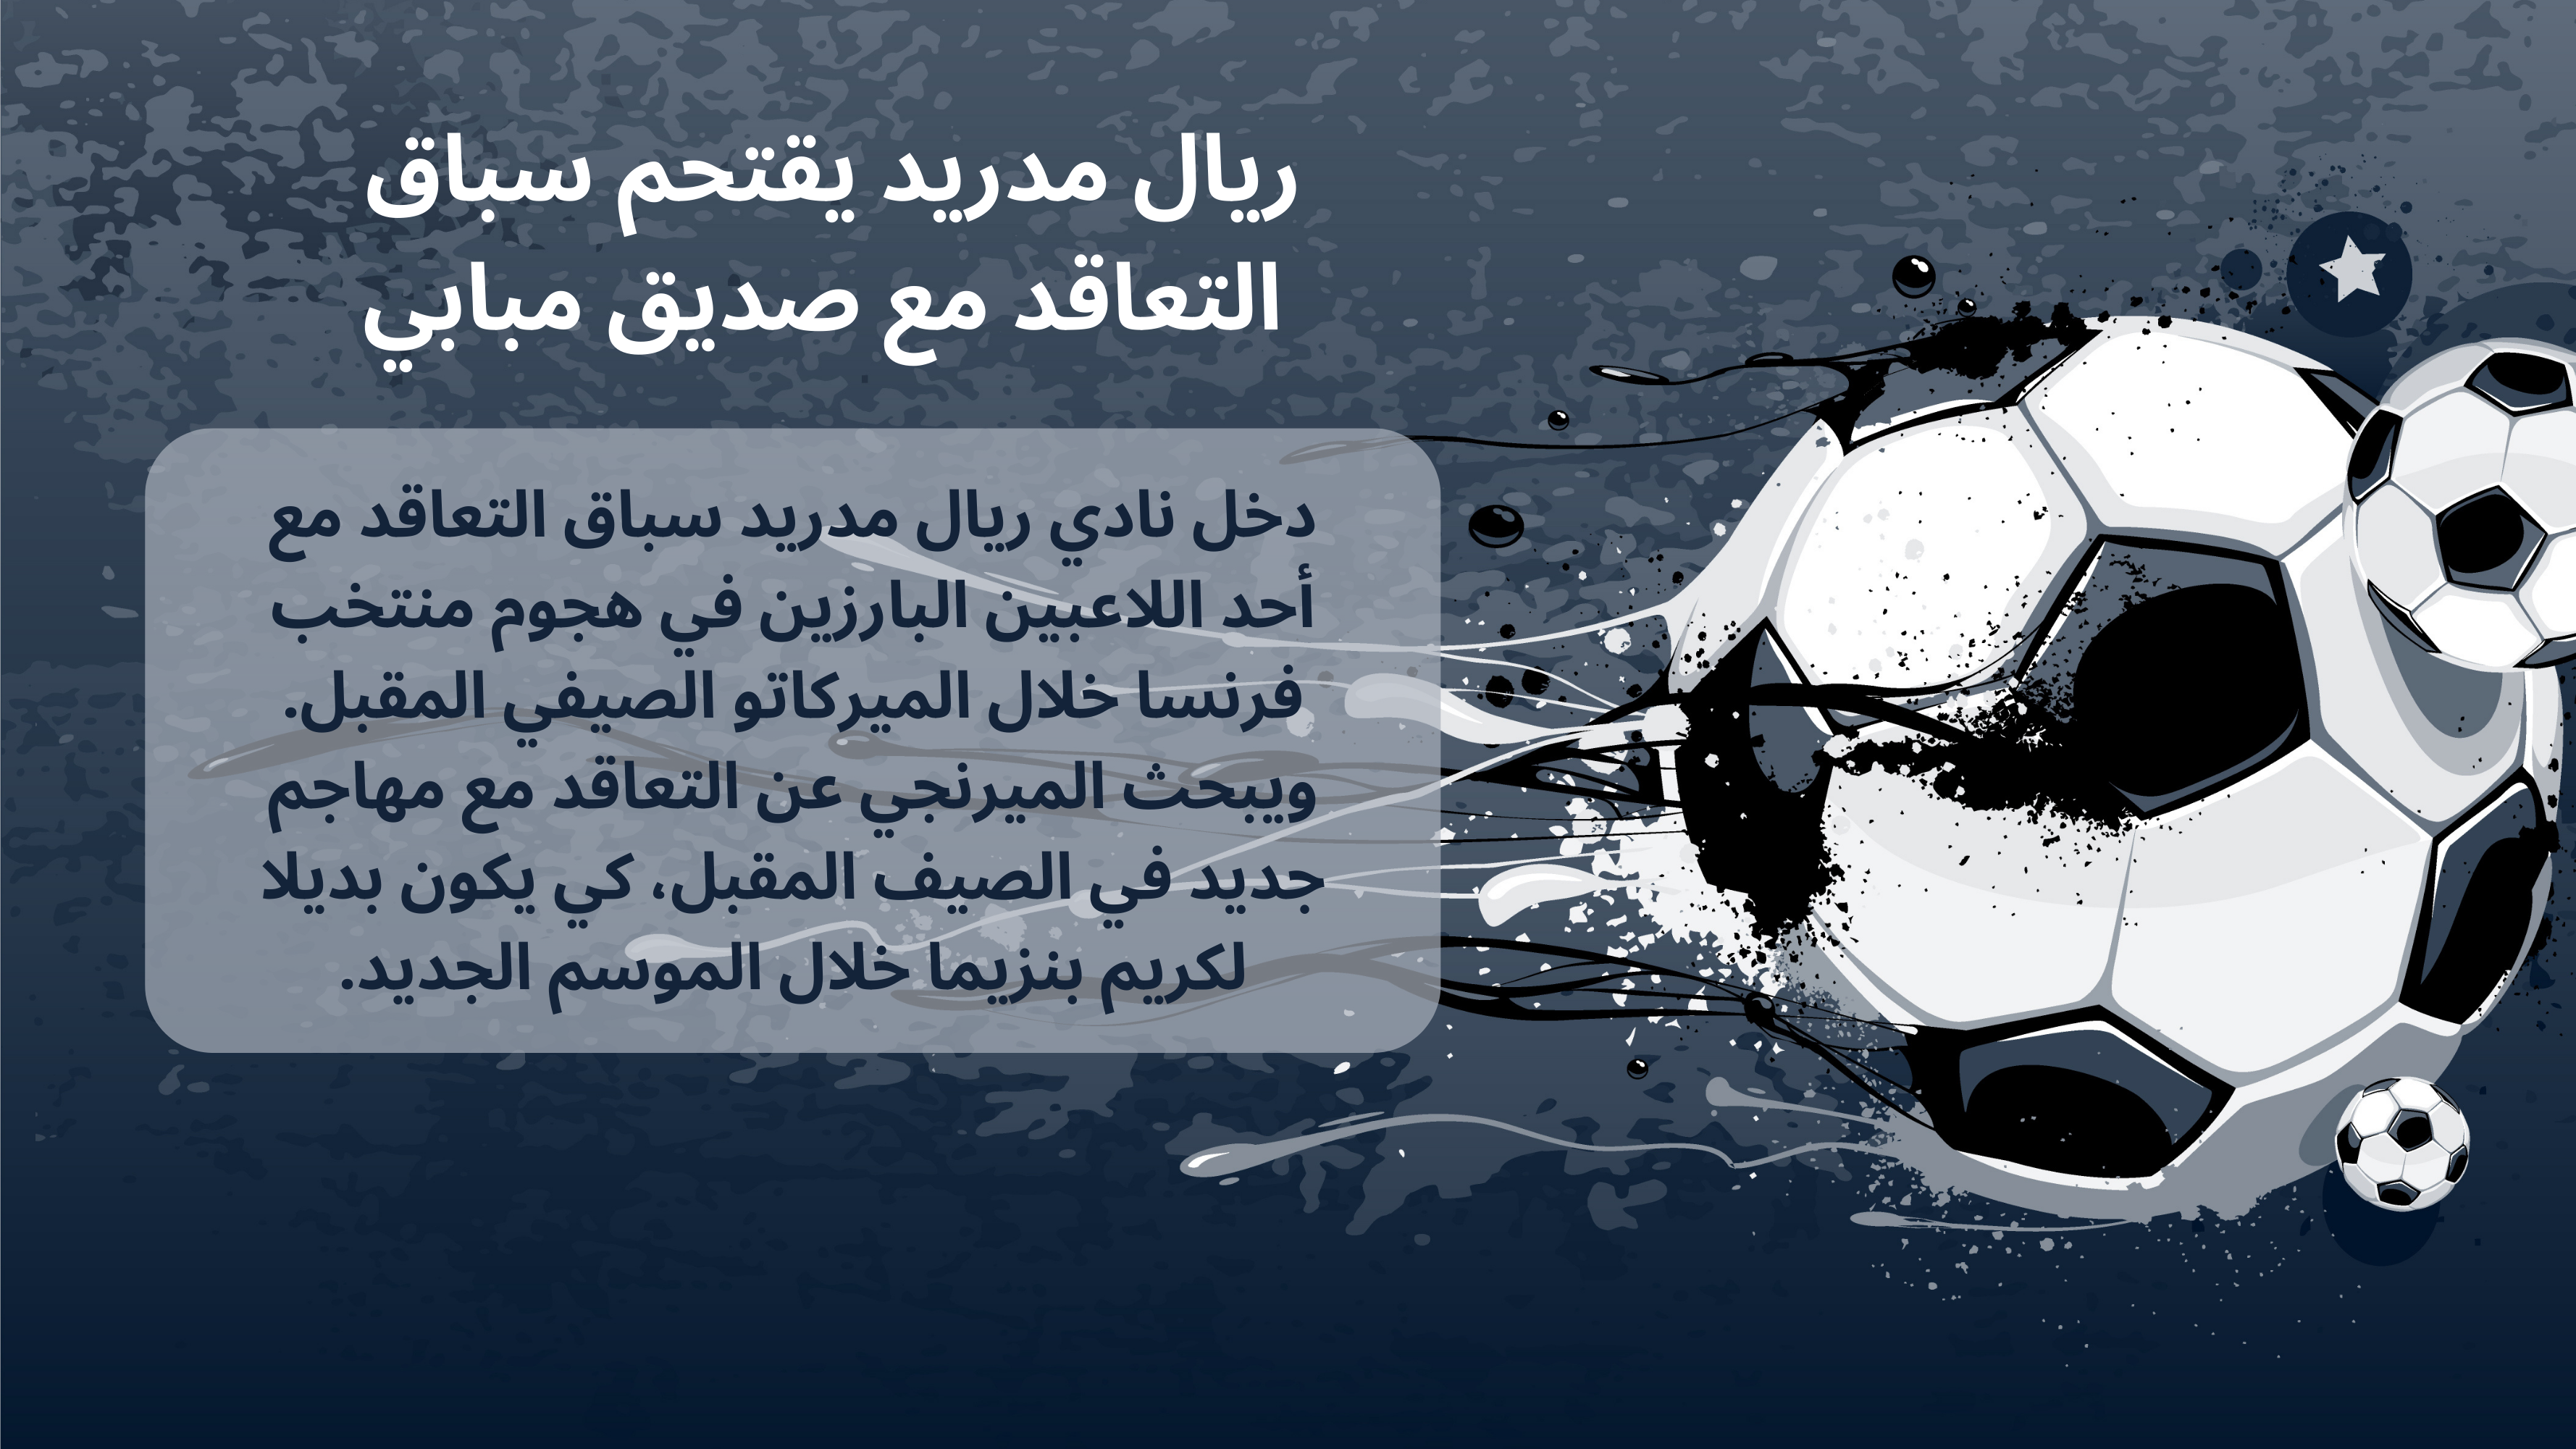 ريال مدريد يقتحم سباق
التعاقد مع صديق مبابي
دخل نادي ريال مدريد سباق التعاقد مع
أحد اللاعبين البارزين في هجوم منتخب
فرنسا خلال الميركاتو الصيفي المقبل.
ويبحث الميرنجي عن التعاقد مع مهاجم
جديد في الصيف المقبل، كي يكون بديلا
لكريم بنزيما خلال الموسم الجديد.